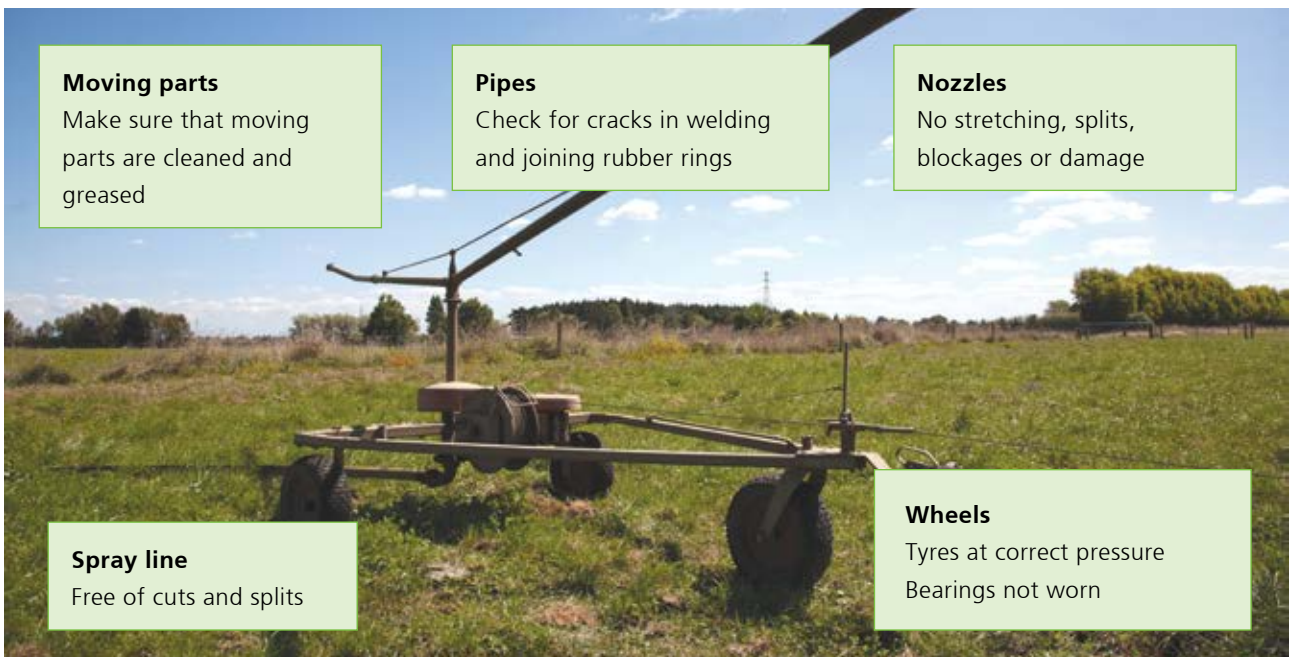 Moving parts
Make sure that moving
parts are cleaned and
greased
Pipes
Check for cracks in welding
and joining rubber rings
Nozzles
No stretching, splits,
blockages or damage
Spray line
Free of cuts and splits
Wheels
Tyres at correct pressure
Bearings not worn